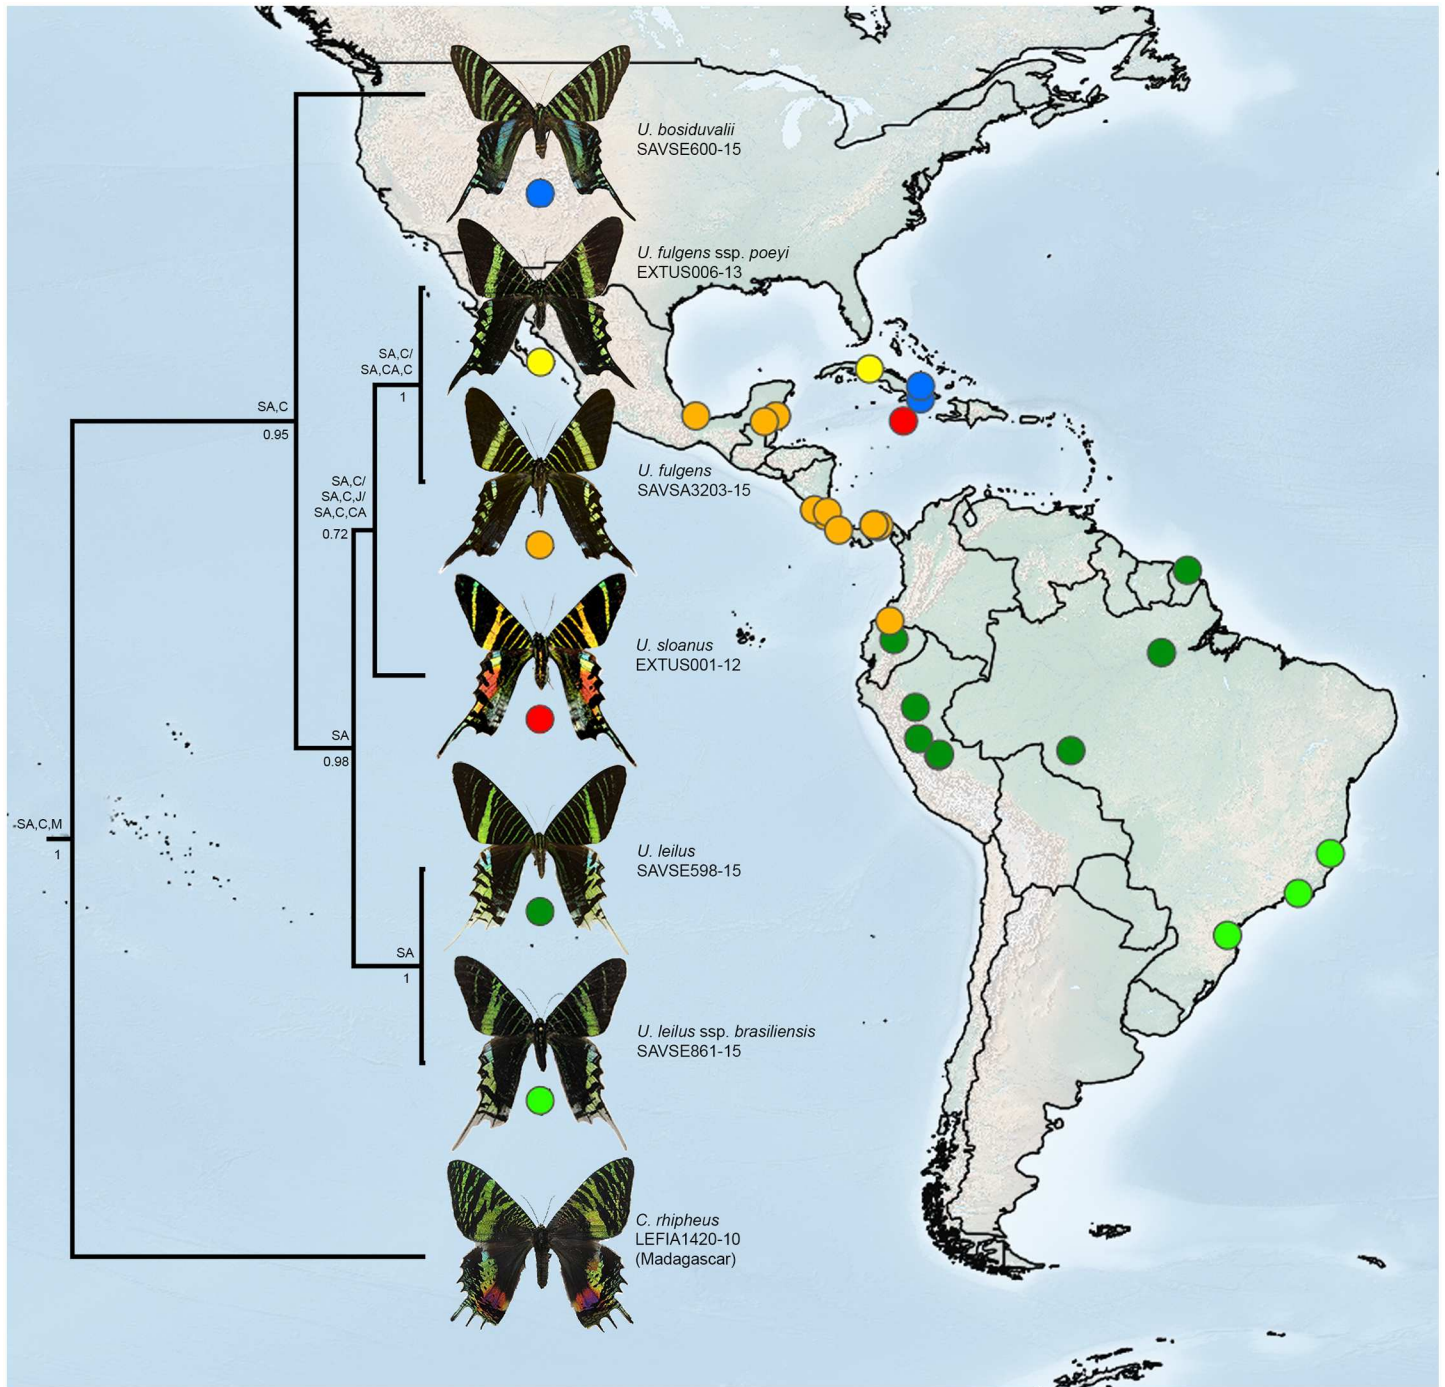 U. bosiduvalii
SAVSE600-15
U. fulgens ssp. poeyi
EXTUS006-13
SA,C/
SA,CA,C
1
SA,C
0.95
U. fulgens
SAVSA3203-15
SA,C/
SA,C,J/
SA,C,CA
0.72
U. sloanus
EXTUS001-12
SA
0.98
SA,C,M
1
U. leilus
SAVSE598-15
SA
1
U. leilus ssp. brasiliensis
SAVSE861-15
C. rhipheus
LEFIA1420-10
(Madagascar)